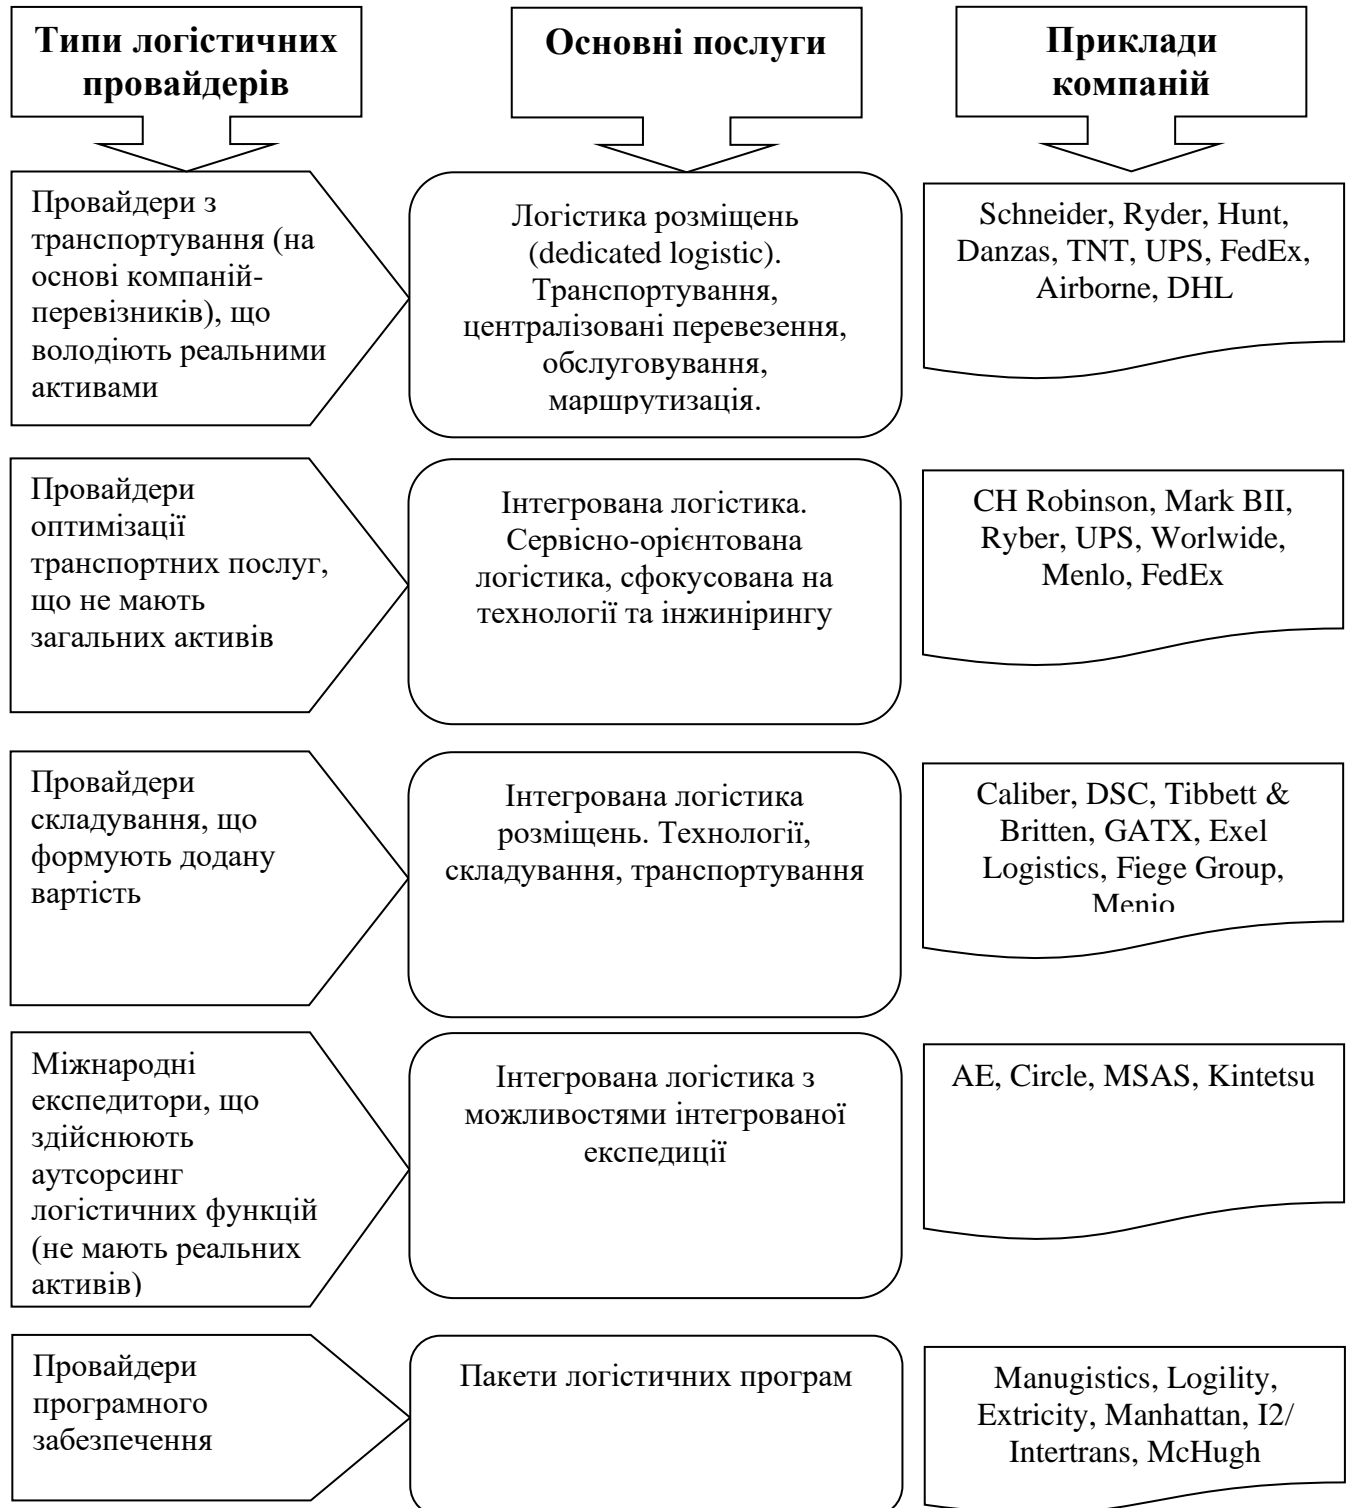 Типи логістичних
провайдерів
Основні послуги
Приклади
компаній
Провайдери з
транспортування (на
основі компаній-
перевізників), що
володіють реальними
активами
Логістика розміщень
(dedicated logistic).
Транспортування,
централізовані перевезення,
обслуговування,
маршрутизація.
Schneider, Ryder, Hunt,
Danzas, TNT, UPS, FedEx,
Airborne, DHL
Провайдери
оптимізації
транспортних послуг,
що не мають
загальних активів
Інтегрована логістика.
Сервісно-орієнтована
логістика, сфокусована на
технології та інжинірингу
CH Robinson, Mark BII,
Ryber, UPS, Worlwide,
Menlo, FedEx
Провайдери
складування, що
формують додану
вартість
Інтегрована логістика
розміщень. Технології,
складування, транспортування
Caliber, DSC, Tibbett &
Britten, GATX, Exel
Logistics, Fiege Group,
Menio
Міжнародні
експедитори, що
здійснюють
аутсорсинг
логістичних функцій
(не мають реальних
активів)
Інтегрована логістика з
можливостями інтегрованої
експедиції
AE, Circle, MSAS, Kintetsu
Провайдери
програмного
забезпечення
Пакети логістичних програм
Manugistics, Logility,
Extricity, Manhattan, I2/
Intertrans, McHugh